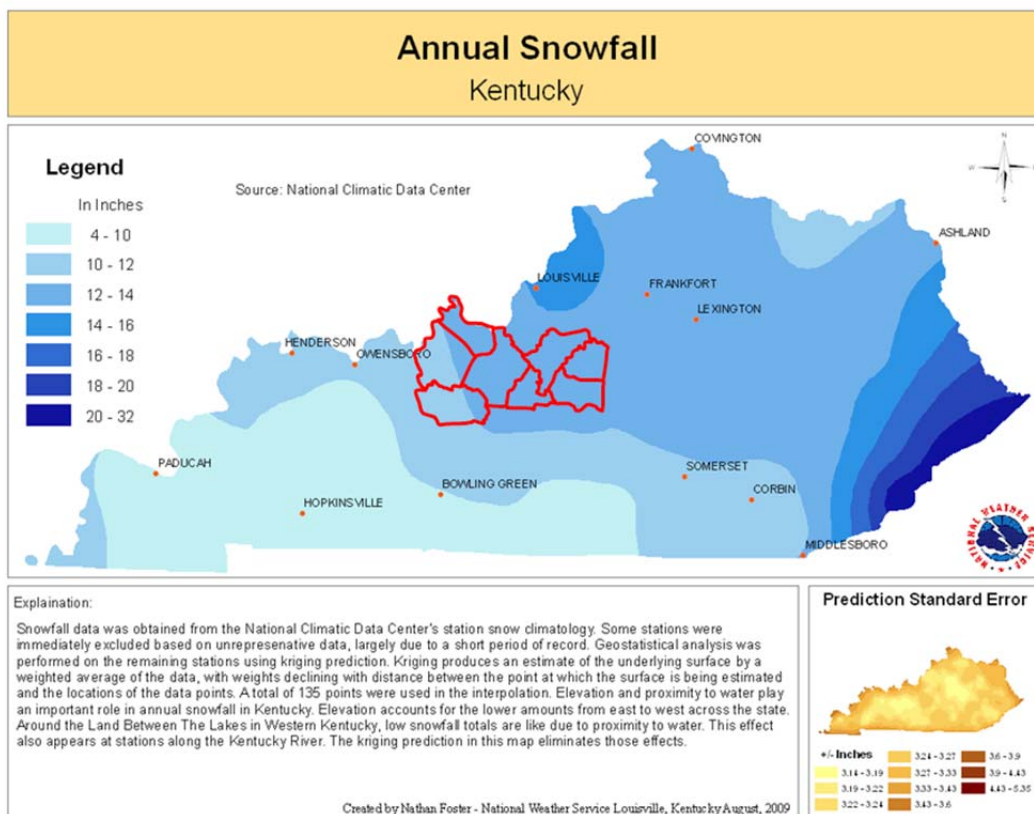 Annual Snowfall
Kentucky
Legend
In Inches
4 - 10
10 - 12
12 - 14
14 - 16
16 - 18
18 - 20
20 - 32
Source: National Climatic Data Center
COVINGTON
N
W
E
S
ASHLAND
LOUISVILLE
FRANKFORT
LEXINGTON
HENDERSON
OWENSBORO
PADUCAH
SOMERSET
BOWLING GREEN
CORBIN
HOPKINSVILLE
MIDDLESBORO
NATIONAL WEATHER SERVICE
Explaination:
Snowfall data was obtained from the National Climatic Data Center's station snow climatology. Some stations were
immediately excluded based on unrepresenative data, largely due to a short period of record. Geostatistical analysis was
performed on the remaining stations using kriging prediction. Kriging produces an estimate of the underlying surface by a
weighted average of the data, with weights declining with distance between the point at which the surface is being estimated
and the locations of the data points. A total of 135 points were used in the interpolation. Elevation and proximity to water play
an important role in annual snowfall in Kentucky. Elevation accounts for the lower amounts from east to west across the state.
Around the Land Between The Lakes in Western Kentucky, low snowfall totals are like due to proximity to water. This effect
also appears at stations along the Kentucky River. The kriging prediction in this map eliminates those effects.
Created by Nathan Foster - National Weather Service Louisville, Kentucky August, 2009
Prediction Standard Error
+/- Inches
3.14 - 3.19
3.19 - 3.22
3.22 - 3.24
3.24 - 3.27
3.27 - 3.33
3.33 - 3.43
3.43 - 3.6
3.6 - 3.9
3.9 - 4.43
4.43 - 5.35